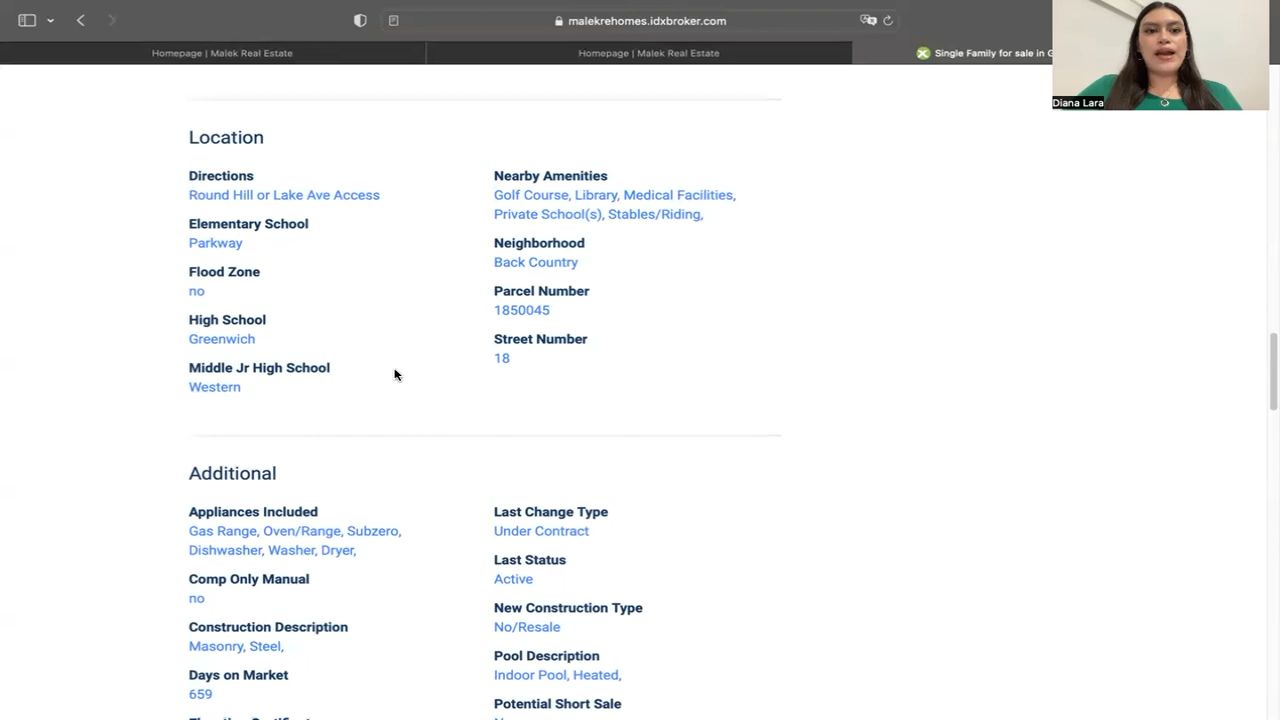 malekrehomes.idxbroker.com
Homepage | Malek Real Estate
Homepage | Malek Real Estate
Single Family for sale in
Diana Lara
Location
Directions
Round Hill or Lake Ave Access
Elementary School
Parkway
Flood Zone
no
High School
Greenwich
Middle Jr High School
Western
Nearby Amenities
Golf Course, Library, Medical Facilities,
Private School(s), Stables/Riding,
Neighborhood
Back Country
Parcel Number
1850045
Street Number
18
Additional
Appliances Included
Gas Range, Oven/Range, Subzero,
Dishwasher, Washer, Dryer,
Comp Only Manual
no
Construction Description
Masonry, Steel,
Days on Market
659
Last Change Type
Under Contract
Last Status
Active
New Construction Type
No/Resale
Pool Description
Indoor Pool, Heated,
Potential Short Sale